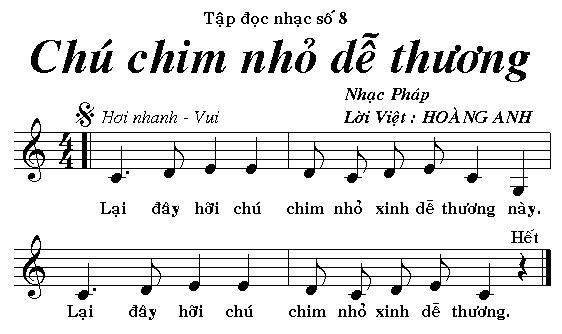 Tập đọc nhạc số 8
Chú chim nhỏ dễ thương
Nhạc Pháp
Hơi nhanh - Vui
Lời Việt : HOÀNG ANH
4
4
Lại đây hỡi chú chim nhỏ xinh dễ thương này.
Hết
Lại đây hỡi chú chim nhỏ xinh dễ thương.